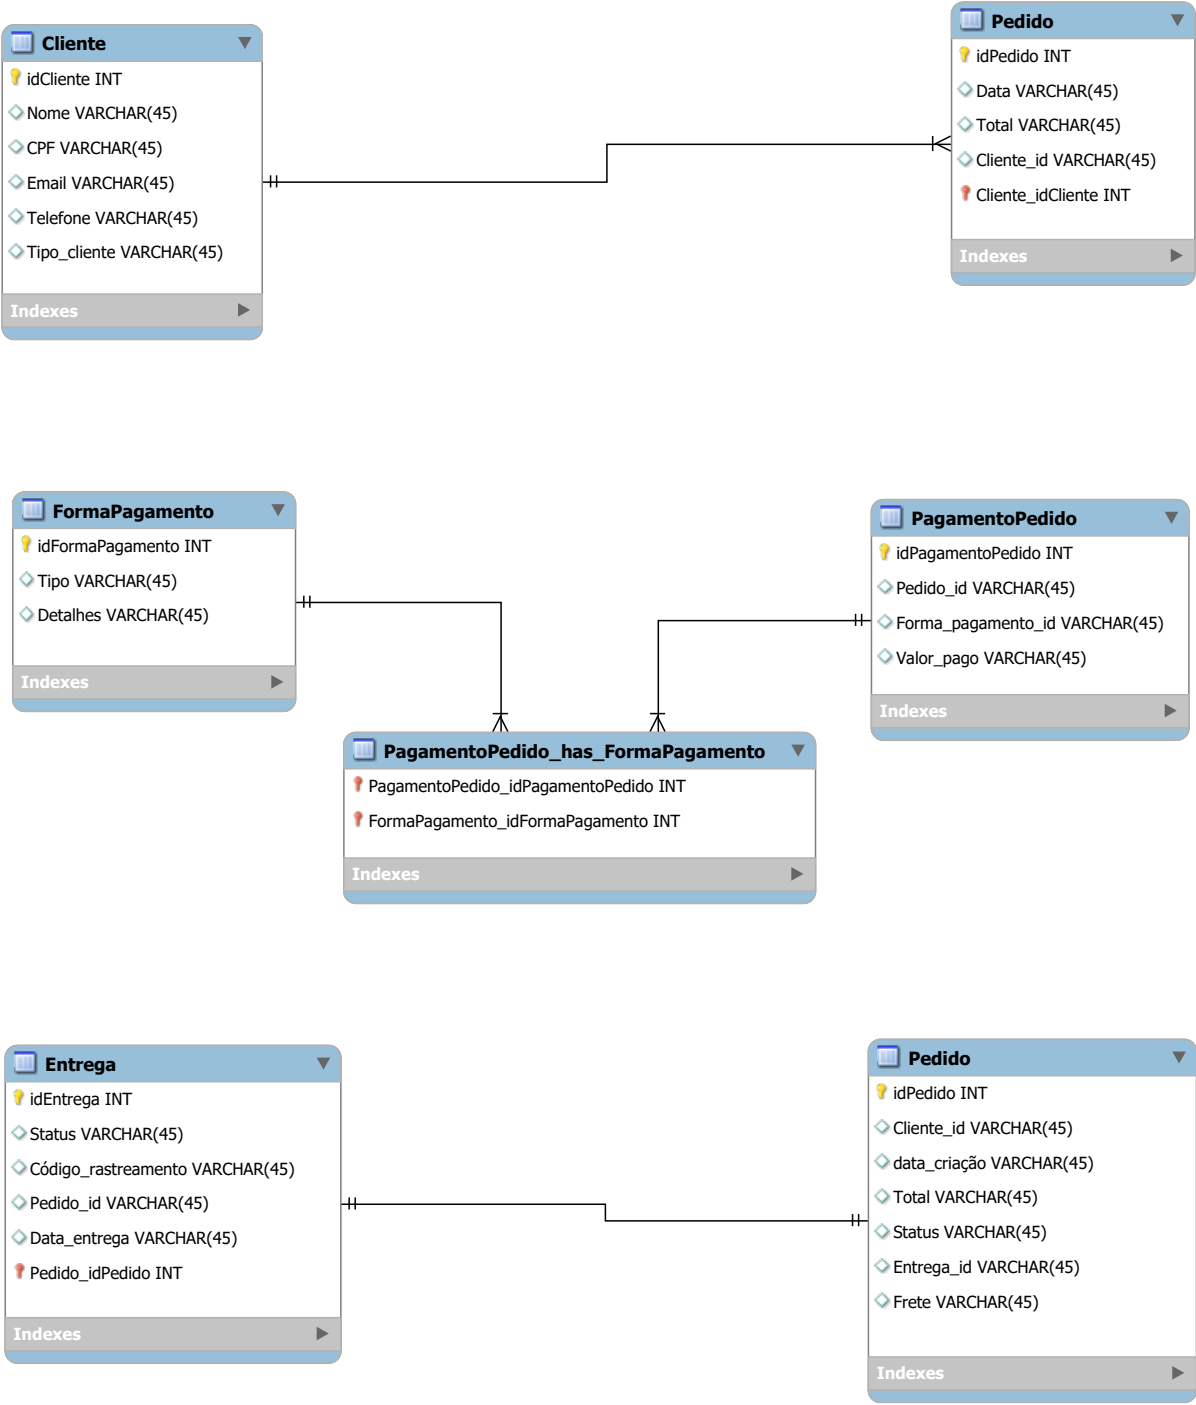 Cliente
idCliente INT
Nome VARCHAR(45)
CPF VARCHAR(45)
Email VARCHAR(45)
Telefone VARCHAR(45)
Tipo_cliente VARCHAR(45)
Indexes
Pedido
idPedido INT
Data VARCHAR(45)
Total VARCHAR(45)
Cliente_id VARCHAR(45)
Cliente_idCliente INT
Indexes
FormaPagamento
idFormaPagamento INT
Tipo VARCHAR(45)
Detalhes VARCHAR(45)
Indexes
PagamentoPedido
idPagamentoPedido INT
Pedido_id VARCHAR(45)
Forma_pagamento_id VARCHAR(45)
Valor_pago VARCHAR(45)
Indexes
PagamentoPedido_has_FormaPagamento
PagamentoPedido_idPagamentoPedido INT
FormaPagamento_idFormaPagamento INT
Indexes
Entrega
idEntrega INT
Status VARCHAR(45)
Código_rastreamento VARCHAR(45)
Pedido_id VARCHAR(45)
Data_entrega VARCHAR(45)
Pedido_idPedido INT
Indexes
Pedido
idPedido INT
Cliente_id VARCHAR(45)
data_criação VARCHAR(45)
Total VARCHAR(45)
Status VARCHAR(45)
Entrega_id VARCHAR(45)
Frete VARCHAR(45)
Indexes